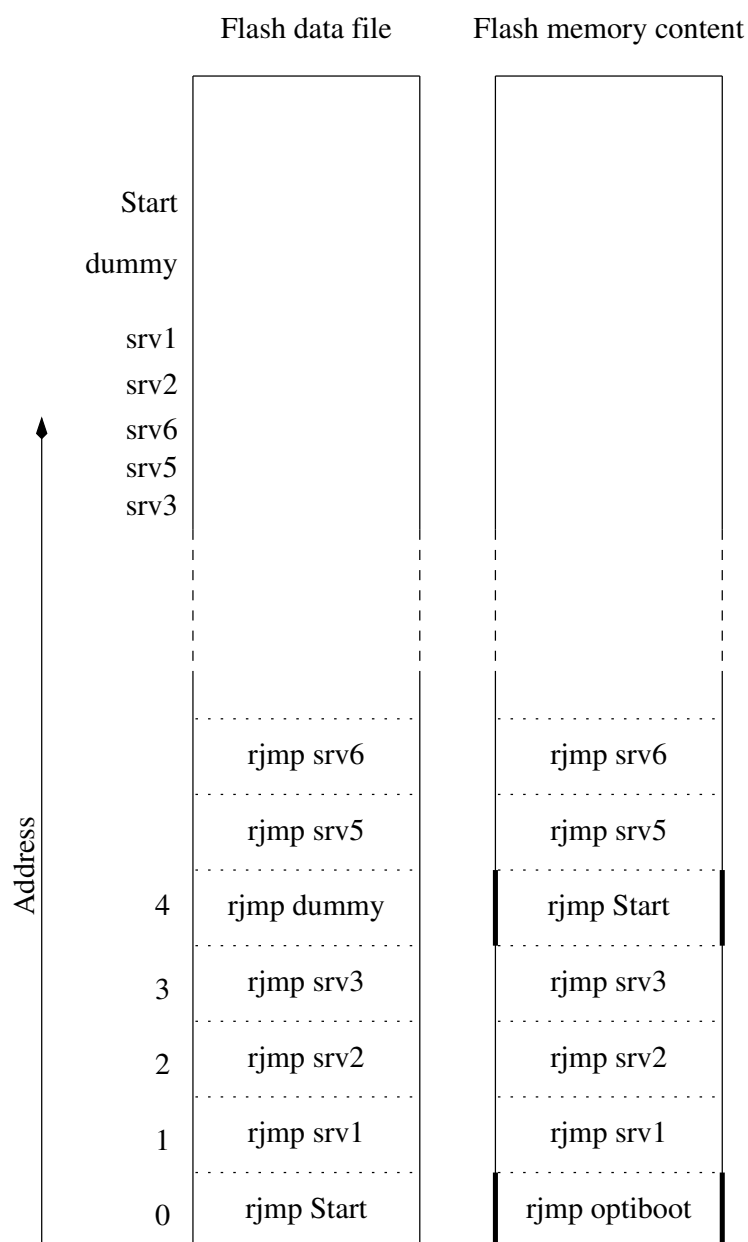 Flash data file Flash memory content
Start
dummy
srv1
srv2
srv6
srv5
srv3
rjmp srv6 rjmp srv6
rjmp srv5 rjmp srv5
Address
4 rjmp dummy rjmp Start
3 rjmp srv3 rjmp srv3
2 rjmp srv2 rjmp srv2
1 rjmp srv1 rjmp srv1
0 rjmp Start rjmp optiboot